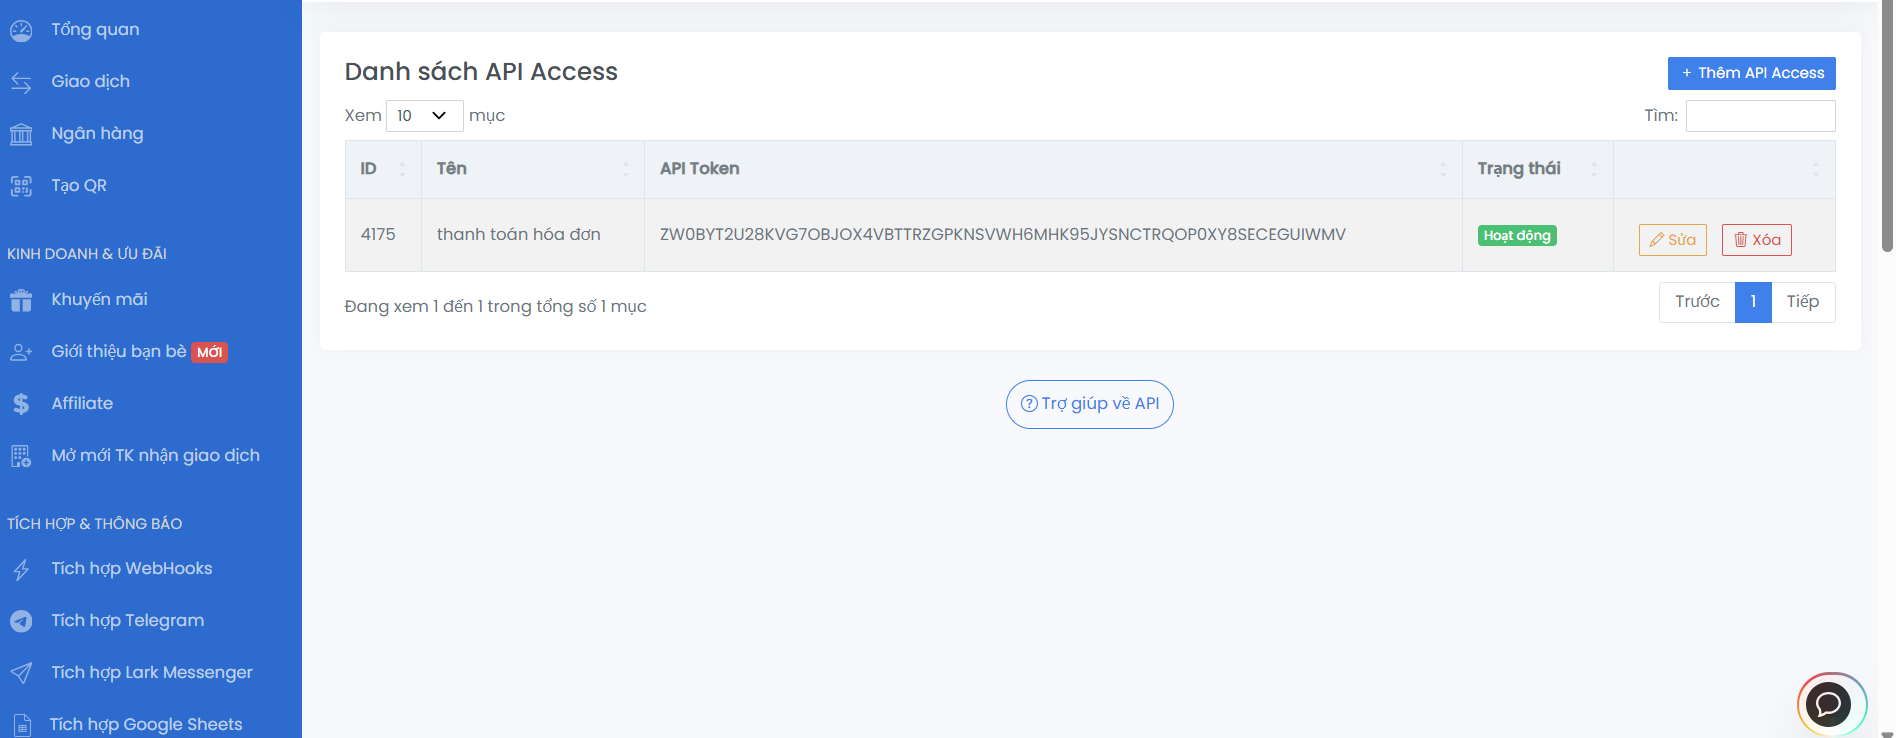 Tổng quan
Giao dịch
Ngân hàng
Tạo QR
KINH DOANH & ƯU ĐÃI
Khuyến mãi
Giới thiệu bạn bè MỚI
Affiliate
Mở mới TK nhận giao dịch
TÍCH HỢP & THÔNG BÁO
Tích hợp WebHooks
Tích hợp Telegram
Tích hợp Lark Messenger
Tích hợp Google Sheets
Danh sách API Access
+ Thêm API Access
Xem 10 mục
Tìm:
ID Tên API Token Trạng thái
4175 thanh toán hóa đơn ZW0BYT2U28KVG7OBJOX4VBTTRZGPKNSVWH6MHK95JYSNCTRQOP0XY8SECEGUIWMV Hoạt động Sửa Xóa
Đang xem 1 đến 1 trong tổng số 1 mục
Trước 1 Tiếp
Trợ giúp về API